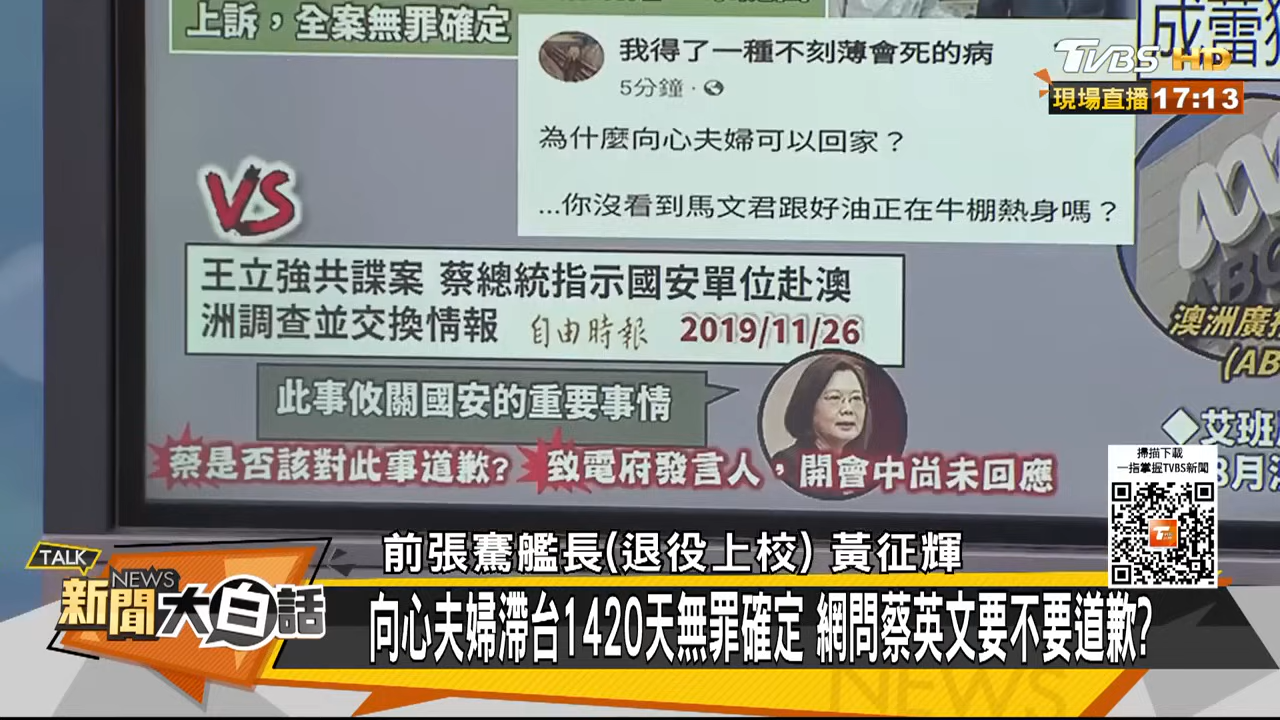 上訴，全案無罪確定
我得了一種不刻薄會死的病
5分鐘·
為什麼向心夫婦可以回家？
...你沒看到馬文君跟好油正在牛棚熱身嗎？
TVBS HD
現場直播 17:13
VS
王立強共諜案 蔡總統指示國安單位赴澳
洲調查並交換情報 自由時報 2019/11/26
此事攸關國安的重要事情
蔡是否該對此事道歉? 致電府發言人，開會中尚未回應
澳洲廣
(AB
◆艾班
3月
掃描下載
一指掌握TVBS新聞
前張騫艦長(退役上校) 黃征輝
TALK
NEWS
新聞大白話
向心夫婦滯台1420天無罪確定 網問蔡英文要不要道歉?
NEWS